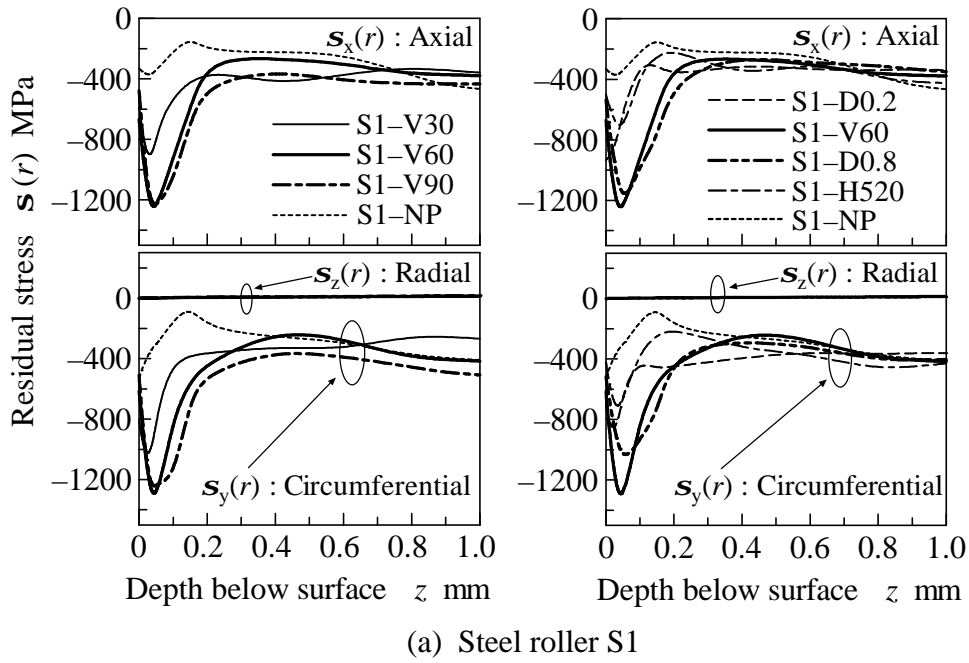 Residual stress s(r) MPa
0
–400
–800
–1200
0
–400
–800
–1200
s_x(r) : Axial
S1–V30
S1–V60
S1–V90
S1–NP
s_z(r) : Radial
s_y(r) : Circumferential
0 0.2 0.4 0.6 0.8 1.0
Depth below surface z mm
0
–400
–800
–1200
0
–400
–800
–1200
s_x(r) : Axial
S1–D0.2
S1–V60
S1–D0.8
S1–H520
S1–NP
s_z(r) : Radial
s_y(r) : Circumferential
0 0.2 0.4 0.6 0.8 1.0
Depth below surface z mm
(a) Steel roller S1